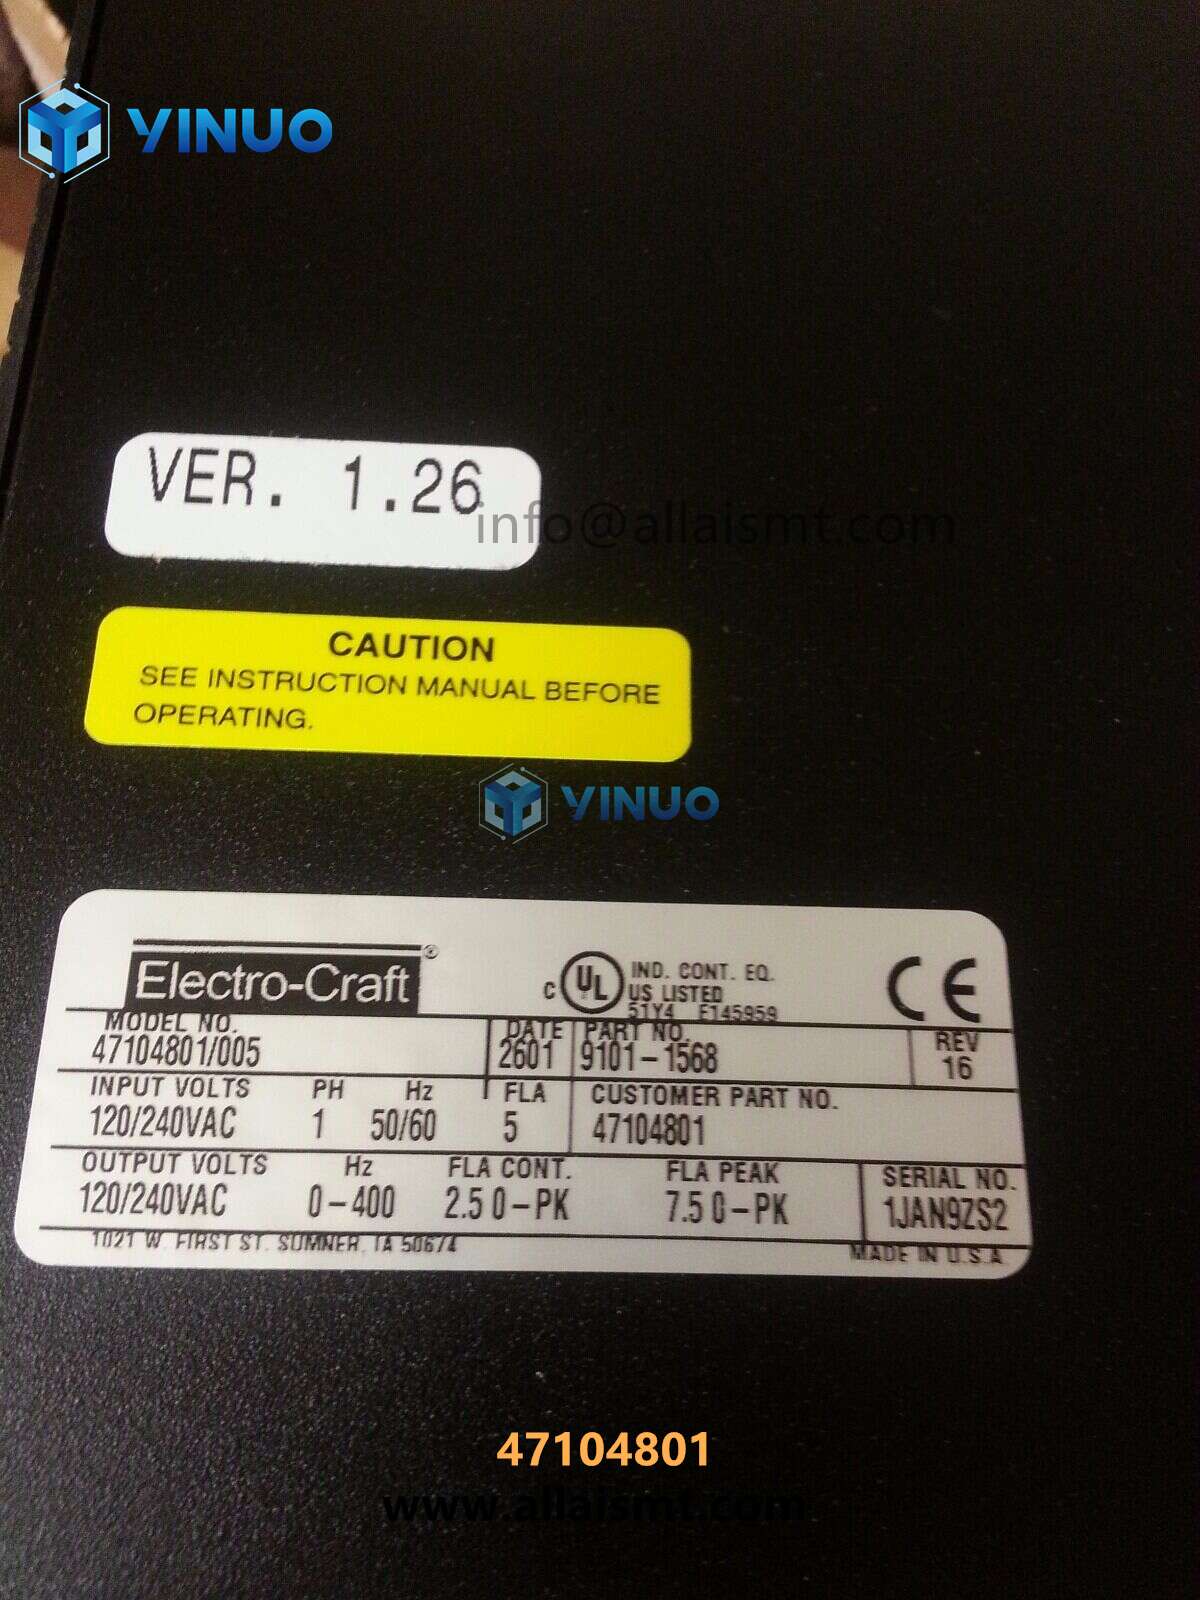 YINUO
VER. 1.26
info@allaismt.com
CAUTION
SEE INSTRUCTION MANUAL BEFORE
OPERATING.
YINUO
Electro-Craft®
C UL IND. CONT. EQ.
US LISTED
51Y4 E145959
CE
MODEL NO. DATE PART NO. REV
47104801/005 2601 9101-1568 16
INPUT VOLTS PH Hz FLA CUSTOMER PART NO.
120/240VAC 1 50/60 5 47104801
OUTPUT VOLTS Hz FLA CONT. FLA PEAK SERIAL NO.
120/240VAC 0-400 2.5 0-PK 7.5 0-PK 1JAN9ZS2
1021 W. FIRST ST. SUMNER, IA 50674 MADE IN U.S.A.
47104801
www.allaismt.com